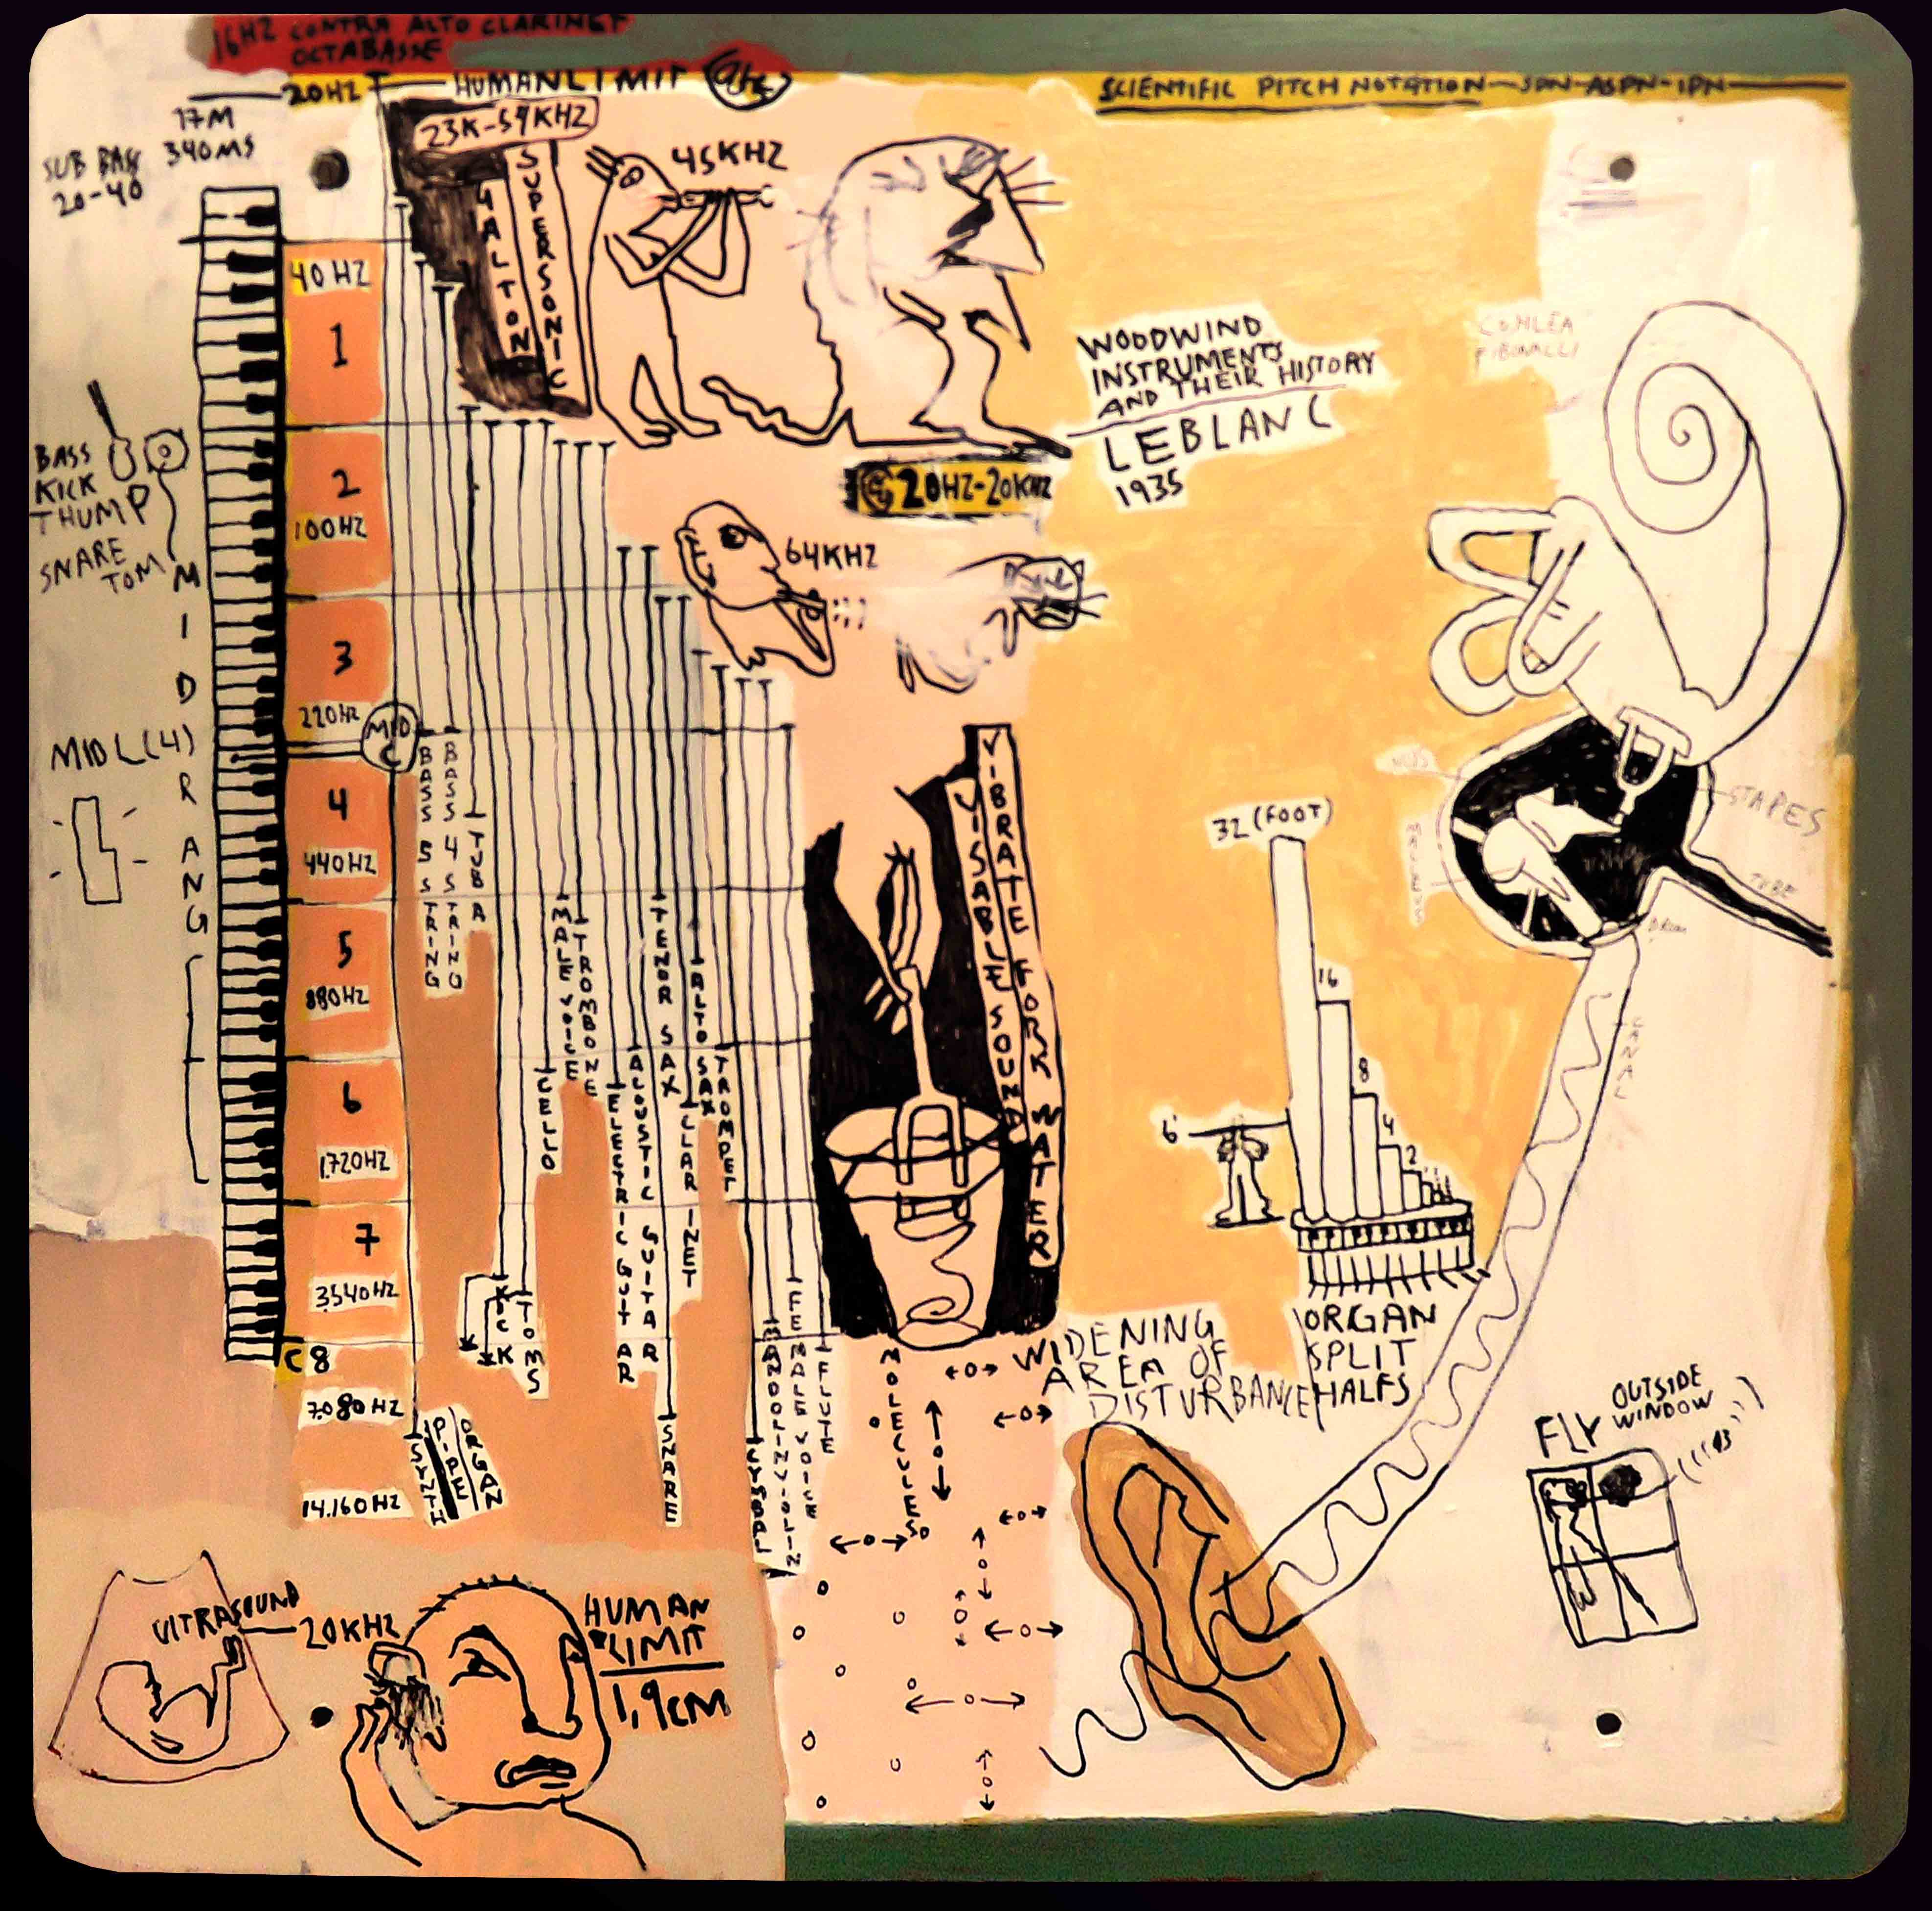 16HZ CONTRA ALTO CLARINET
OCTABASSE
20HZ HUMAN LIMIT
SCIENTIFIC PITCH NOTATION-SPN-ASPN-IPN
17M
340MS
SUB BASS
20-40
23K-54KHZ
GALTON
SUPERSONIC
45KHZ
40HZ
1
WOODWIND
INSTRUMENTS
AND THEIR HISTORY
LEBLANC
1935
BASS
KICK
THUMP
SNARE
TOM
2
100HZ
20HZ-20KHZ
64KHZ
MIDRANG
3
220HZ
MID C
MID C(4)
4
440HZ
BASS 5 STRING
BASS 4 STRING
TUBA
5
880HZ
MALE VOICE
TROMBONE
TENOR SAX
ALTO SAX
6
1.720HZ
CELLO
ELECTRIC GUTAR
ACOUSTIC GUITAR
CLARINET
TROMPET
7
3.540HZ
KICK
TOMS
C8
7.080HZ
14.160HZ
SYNTH
PIPE
ORGAN
SNARE
CYMBAL
MANDOLIN VIOLIN
FEMALE VOICE
FLUTE
VISABLE SOUND
VIBRATE FORK WATER
MOLECULES
WIDENING
AREA OF
DISTURBANCE
32 (FOOT)
16
8
4
2
6'
ORGAN
SPLIT
HALFS
STAPES
TUBE
DRUM
CANAL
FLY
OUTSIDE
WINDOW
ULTRASOUND
20KHZ
HUMAN
LIMIT
1,9CM